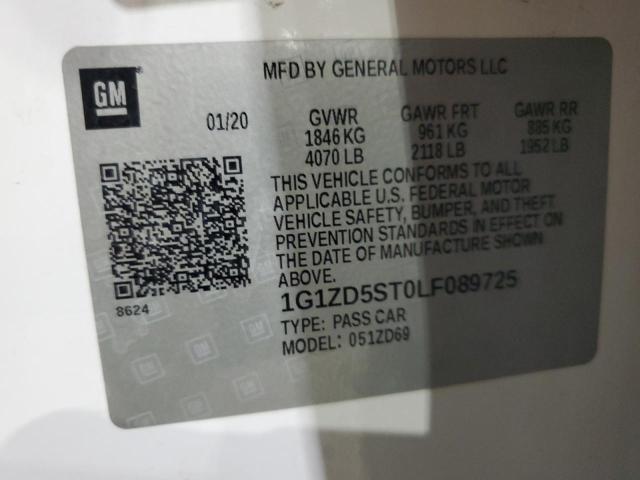 GM
MFD BY GENERAL MOTORS LLC
01/20
GVWR GAWR FRT GAWR RR
1846 KG 961 KG 885 KG
4070 LB 2118 LB 1952 LB
THIS VEHICLE CONFORMS TO ALL
APPLICABLE U.S. FEDERAL MOTOR
VEHICLE SAFETY, BUMPER, AND THEFT
PREVENTION STANDARDS IN EFFECT ON
THE DATE OF MANUFACTURE SHOWN
ABOVE.
8624
1G1ZD5ST0LF089725
TYPE: PASS CAR
MODEL: 051ZD69